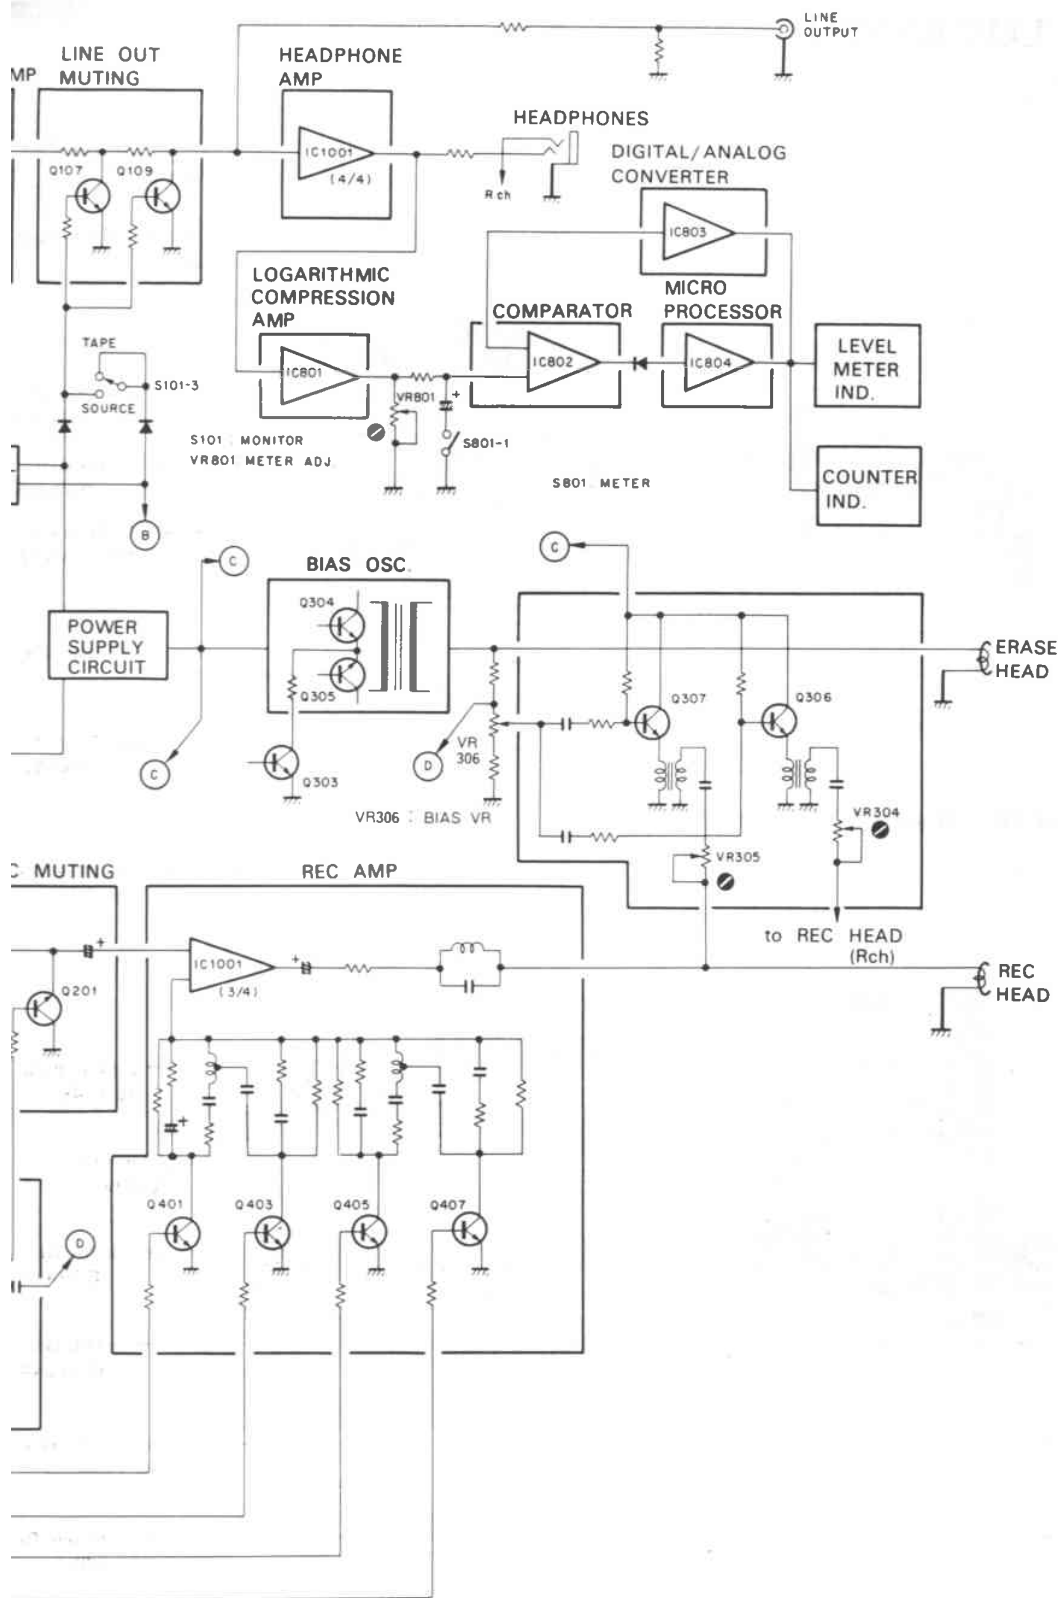 LINE
OUTPUT
LINE OUT
MUTING
HEADPHONE
AMP
MP
HEADPHONES
IC1001
(4/4)
Q107
Q109
Rch
DIGITAL/ANALOG
CONVERTER
IC803
LOGARITHMIC
COMPRESSION
AMP
MICRO
PROCESSOR
COMPARATOR
TAPE
S101-3
SOURCE
IC801
VR801
IC802
IC804
LEVEL
METER
IND.
S101 : MONITOR
VR801 METER ADJ.
S801-1
S801 : METER
COUNTER
IND.
B
C
BIAS OSC.
C
Q304
POWER
SUPPLY
CIRCUIT
Q305
ERASE
HEAD
Q307
Q306
C
Q303
D
VR
306
VR306 : BIAS VR
VR304
VR305
C MUTING
REC AMP
to REC HEAD
(Rch)
IC1001
(3/4)
REC
HEAD
Q201
Q401
Q403
Q405
Q407
D